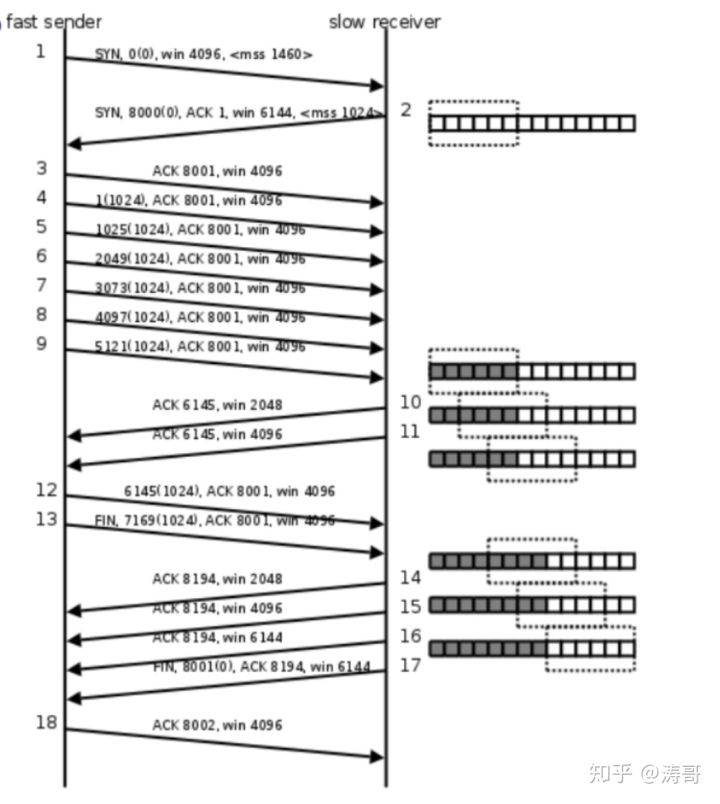 fast sender slow receiver
1 SYN, 0(0), win 4096, <mss 1460>
SYN, 8000(0), ACK 1, win 6144, <mss 1024> 2
3 ACK 8001, win 4096
4 1(1024), ACK 8001, win 4096
5 1025(1024), ACK 8001, win 4096
6 2049(1024), ACK 8001, win 4096
7 3073(1024), ACK 8001, win 4096
8 4097(1024), ACK 8001, win 4096
9 5121(1024), ACK 8001, win 4096
ACK 6145, win 2048 10
ACK 6145, win 4096 11
12 6145(1024), ACK 8001, win 4096
13 FIN, 7169(1024), ACK 8001, win 4096
ACK 8194, win 2048 14
ACK 8194, win 4096 15
ACK 8194, win 6144 16
FIN, 8001(0), ACK 8194, win 6144 17
18 ACK 8002, win 4096
知乎 @涛哥